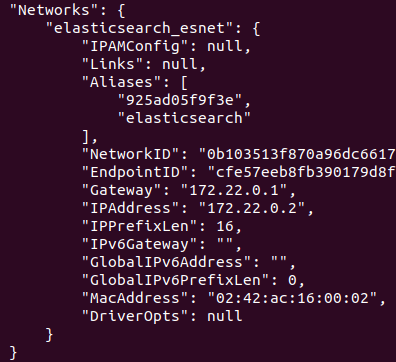 "Networks": {
"elasticsearch_esnet": {
"IPAMConfig": null,
"Links": null,
"Aliases": [
"925ad05f9f3e",
"elasticsearch"
],
"NetworkID": "0b103513f870a96dc6617
"EndpointID": "cfe57eeb8fb390179d8f
"Gateway": "172.22.0.1",
"IPAddress": "172.22.0.2",
"IPPrefixLen": 16,
"IPv6Gateway": "",
"GlobalIPv6Address": "",
"GlobalIPv6PrefixLen": 0,
"MacAddress": "02:42:ac:16:00:02",
"DriverOpts": null
}
}